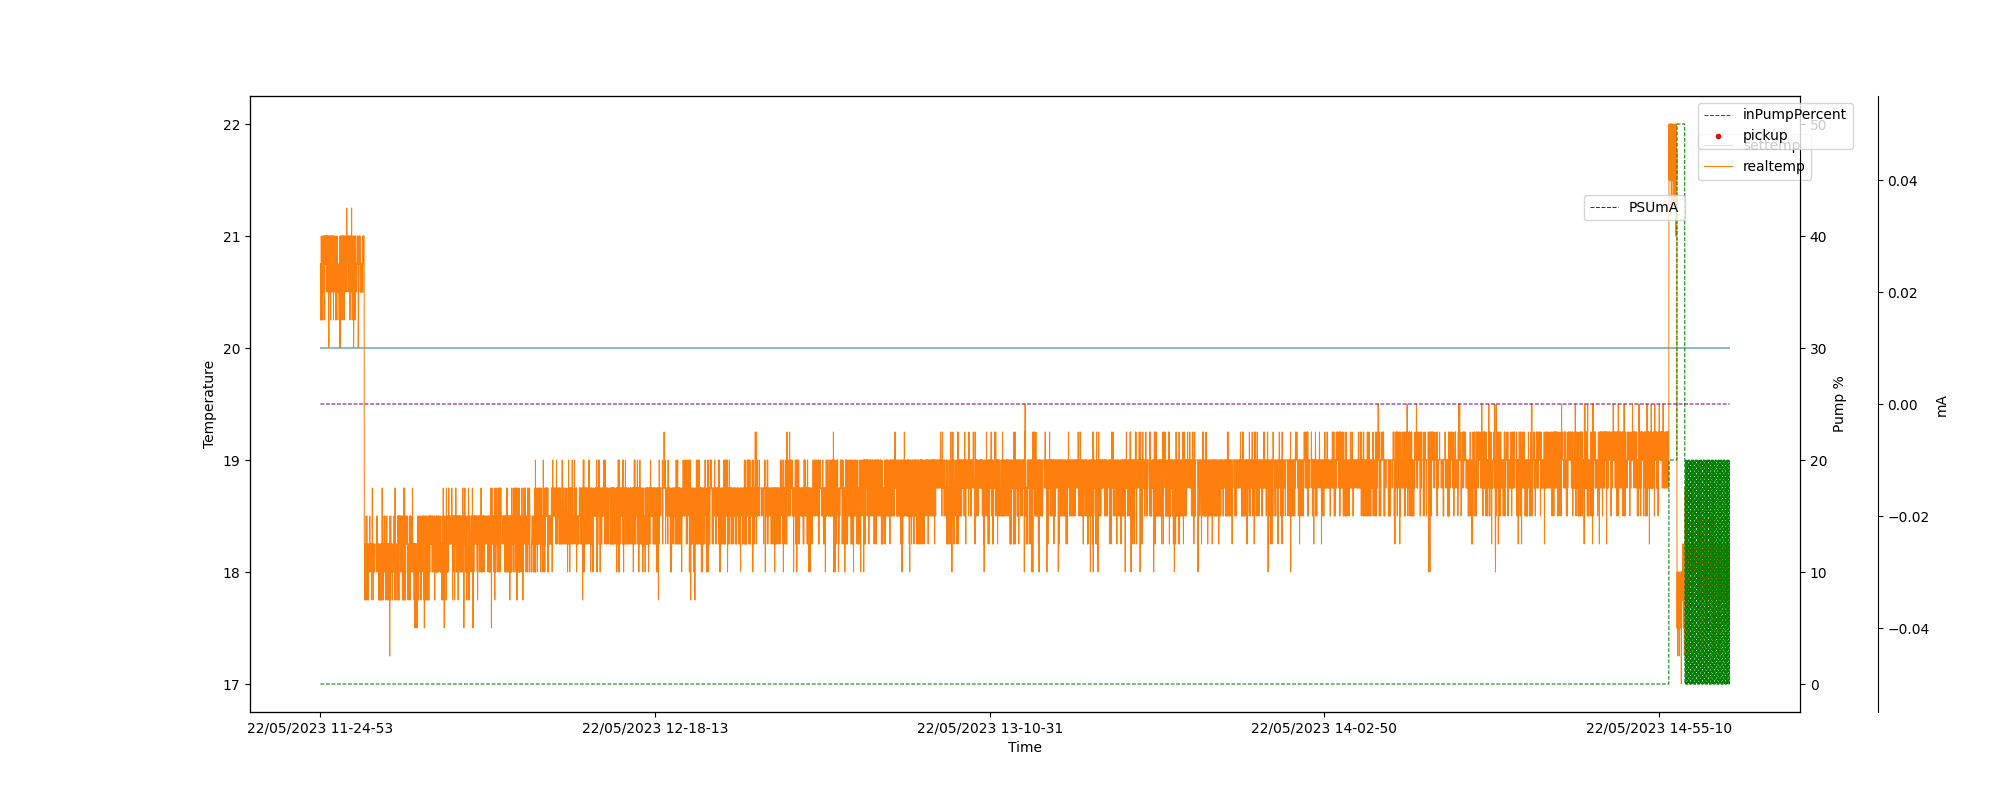 22
21
20
19
18
17
Temperature
22/05/2023 11-24-53
22/05/2023 12-18-13
22/05/2023 13-10-31
22/05/2023 14-02-50
22/05/2023 14-55-10
Time
inPumpPercent
pickup
settemp
realtemp
PSUmA
50
40
30
20
10
0
Pump %
0.04
0.02
0.00
−0.02
−0.04
mA